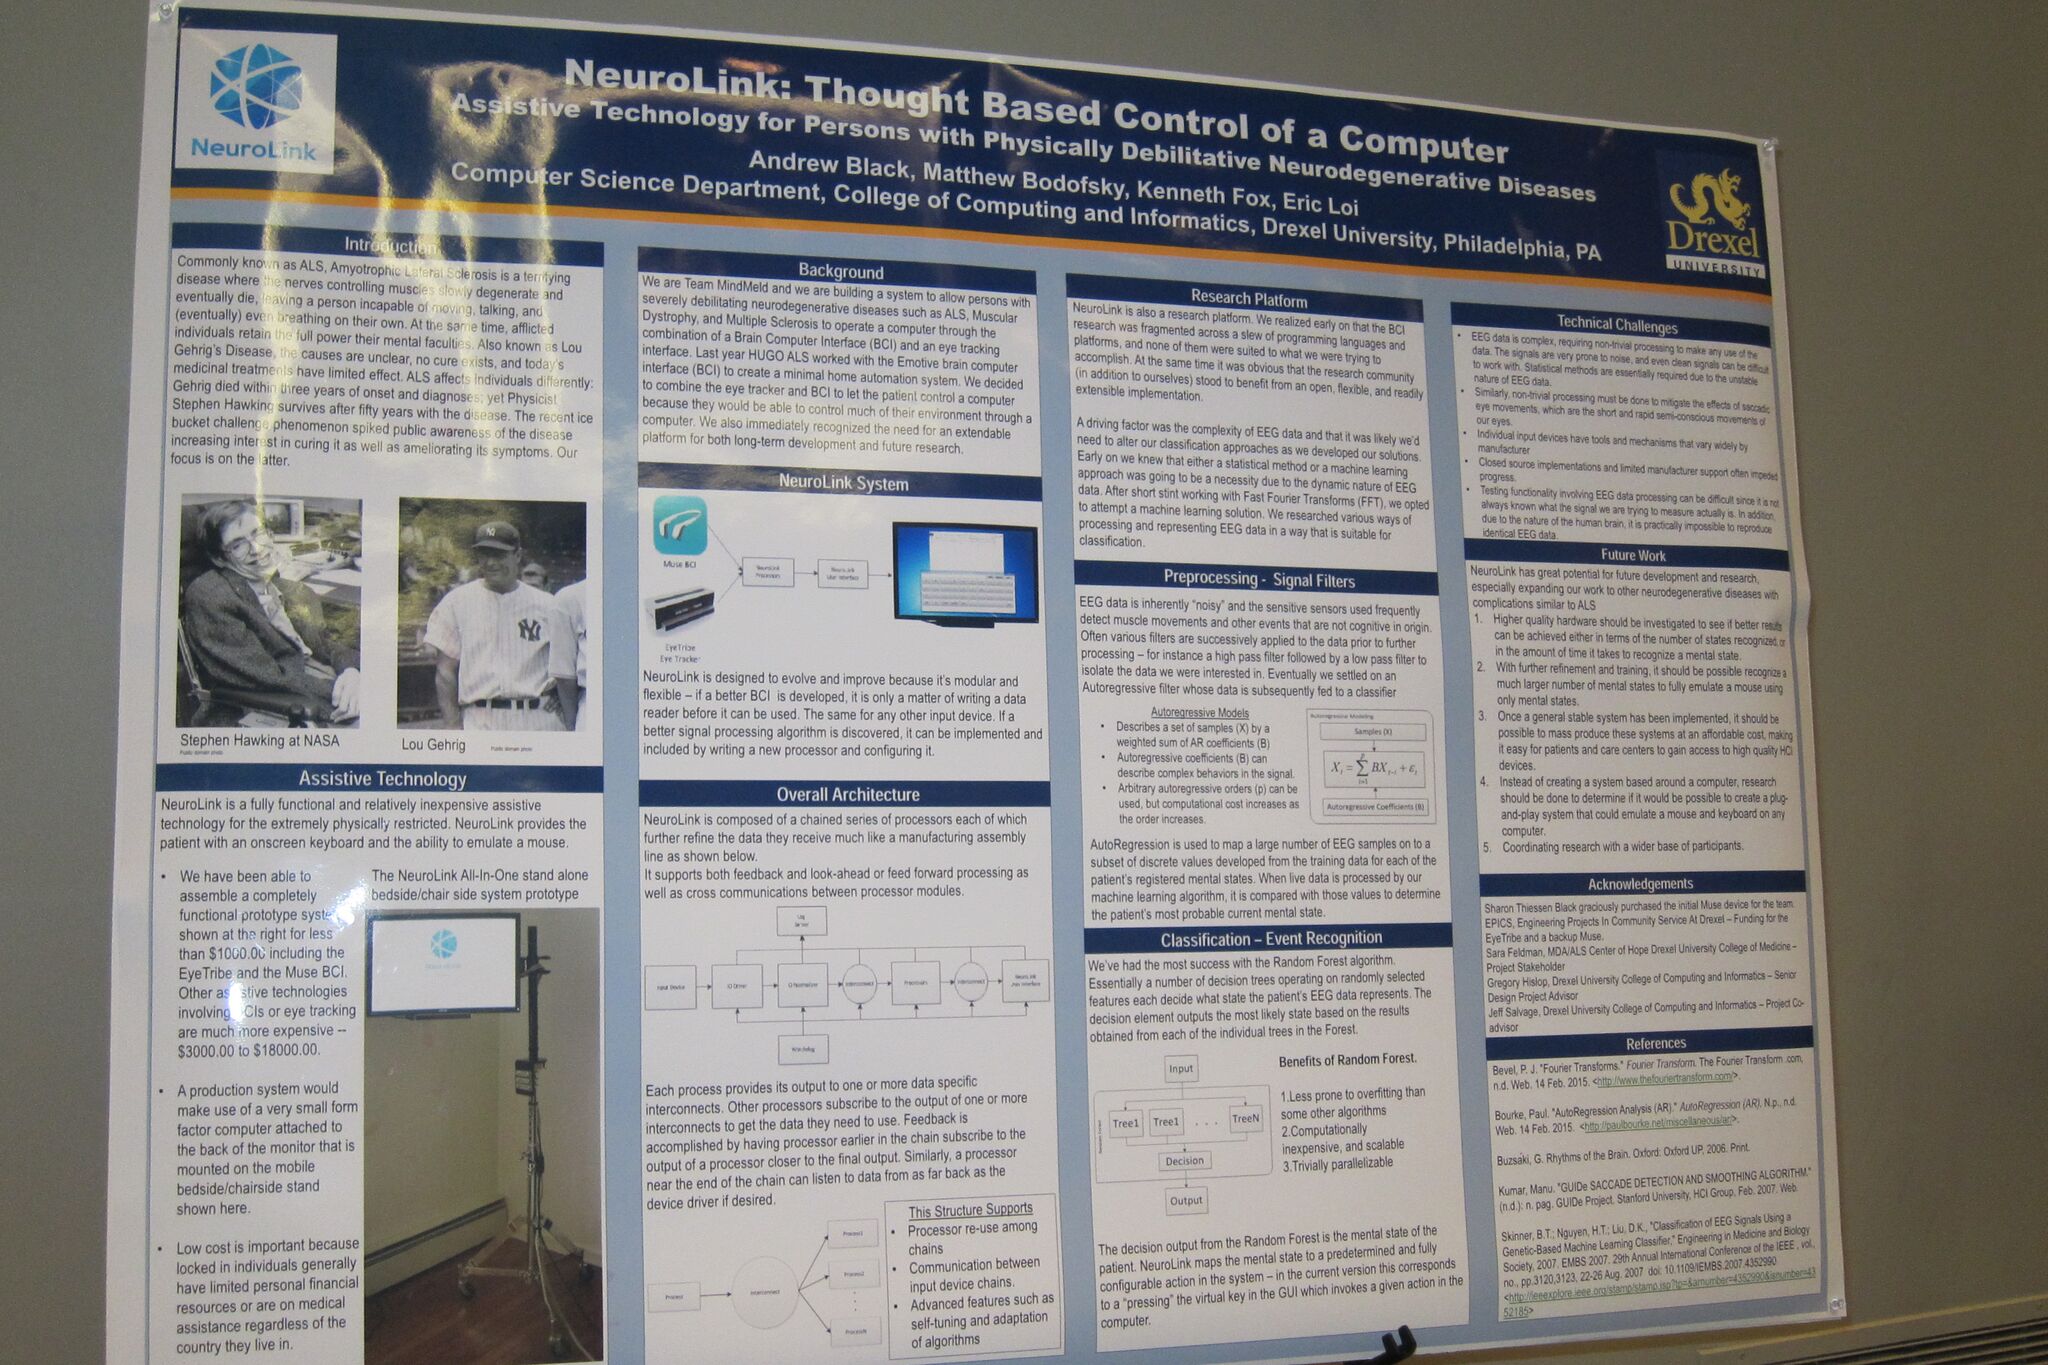 NeuroLink
NeuroLink: Thought Based Control of a Computer
Assistive Technology for Persons with Physically Debilitative Neurodegenerative Diseases
Andrew Black, Matthew Bodofsky, Kenneth Fox, Eric Loi
Computer Science Department, College of Computing and Informatics, Drexel University, Philadelphia, PA
Drexel
UNIVERSITY
Introduction
Commonly known as ALS, Amyotrophic Lateral Sclerosis is a terrifying
disease where the nerves controlling muscles slowly degenerate and
eventually die, leaving a person incapable of moving, talking, and
(eventually) even breathing on their own. At the same time, afflicted
individuals retain the full power their mental faculties. Also known as Lou
Gehrig's Disease, the causes are unclear, no cure exists, and today's
medicinal treatments have limited effect. ALS affects individuals differently:
Gehrig died within three years of onset and diagnoses; yet Physicist
Stephen Hawking survives after fifty years with the disease. The recent ice
bucket challenge phenomenon spiked public awareness of the disease
increasing interest in curing it as well as ameliorating its symptoms. Our
focus is on the latter.
Stephen Hawking at NASA
Public domain photo
Lou Gehrig
Public domain photo
Assistive Technology
NeuroLink is a fully functional and relatively inexpensive assistive
technology for the extremely physically restricted. NeuroLink provides the
patient with an onscreen keyboard and the ability to emulate a mouse.
• We have been able to
assemble a completely
functional prototype system
shown at the right for less
than $1000.00 including the
EyeTribe and the Muse BCI.
Other assistive technologies
involving BCIs or eye tracking
are much more expensive --
$3000.00 to $18000.00.
• A production system would
make use of a very small form
factor computer attached to
the back of the monitor that is
mounted on the mobile
bedside/chairside stand
shown here.
• Low cost is important because
locked in individuals generally
have limited personal financial
resources or are on medical
assistance regardless of the
country they live in.
The NeuroLink All-In-One stand alone
bedside/chair side system prototype
Background
We are Team MindMeld and we are building a system to allow persons with
severely debilitating neurodegenerative diseases such as ALS, Muscular
Dystrophy, and Multiple Sclerosis to operate a computer through the
combination of a Brain Computer Interface (BCI) and an eye tracking
interface. Last year HUGO ALS worked with the Emotive brain computer
interface (BCI) to create a minimal home automation system. We decided
to combine the eye tracker and BCI to let the patient control a computer
because they would be able to control much of their environment through a
computer. We also immediately recognized the need for an extendable
platform for both long-term development and future research.
NeuroLink System
Muse BCI
EyeTribe
Eye Tracker
NeuroLink
Processors
NeuroLink
User Interface
NeuroLink is designed to evolve and improve because it's modular and
flexible – if a better BCI is developed, it is only a matter of writing a data
reader before it can be used. The same for any other input device. If a
better signal processing algorithm is discovered, it can be implemented and
included by writing a new processor and configuring it.
Overall Architecture
NeuroLink is composed of a chained series of processors each of which
further refine the data they receive much like a manufacturing assembly
line as shown below.
It supports both feedback and look-ahead or feed forward processing as
well as cross communications between processor modules.
Log
Server
Input Device
IO Driver
Interconnect
Processors
Interconnect
NeuroLink
User Interface
Watchdog
Each process provides its output to one or more data specific
interconnects. Other processors subscribe to the output of one or more
interconnects to get the data they need to use. Feedback is
accomplished by having processor earlier in the chain subscribe to the
output of a processor closer to the final output. Similarly, a processor
near the end of the chain can listen to data from as far back as the
device driver if desired.
Process
Interconnect
Process1
Process2
ProcessN
This Structure Supports
• Processor re-use among
chains
• Communication between
input device chains.
• Advanced features such as
self-tuning and adaptation
of algorithms
Research Platform
NeuroLink is also a research platform. We realized early on that the BCI
research was fragmented across a slew of programming languages and
platforms, and none of them were suited to what we were trying to
accomplish. At the same time it was obvious that the research community
(in addition to ourselves) stood to benefit from an open, flexible, and readily
extensible implementation.
A driving factor was the complexity of EEG data and that it was likely we'd
need to alter our classification approaches as we developed our solutions.
Early on we knew that either a statistical method or a machine learning
approach was going to be a necessity due to the dynamic nature of EEG
data. After short stint working with Fast Fourier Transforms (FFT), we opted
to attempt a machine learning solution. We researched various ways of
processing and representing EEG data in a way that is suitable for
classification.
Preprocessing - Signal Filters
EEG data is inherently "noisy" and the sensitive sensors used frequently
detect muscle movements and other events that are not cognitive in origin.
Often various filters are successively applied to the data prior to further
processing – for instance a high pass filter followed by a low pass filter to
isolate the data we were interested in. Eventually we settled on an
Autoregressive filter whose data is subsequently fed to a classifier
Autoregressive Models
• Describes a set of samples (X) by a
weighted sum of AR coefficients (B)
• Autoregressive coefficients (B) can
describe complex behaviors in the signal.
• Arbitrary autoregressive orders (p) can be
used, but computational cost increases as
the order increases.
Autoregressive Modeling
Samples (X)
X_t = Σ_{i=1}^{p} BX_{t-i} + ε_t
Autoregressive Coefficients (B)
AutoRegression is used to map a large number of EEG samples on to a
subset of discrete values developed from the training data for each of the
patient's registered mental states. When live data is processed by our
machine learning algorithm, it is compared with those values to determine
the patient's most probable current mental state.
Classification – Event Recognition
We've had the most success with the Random Forest algorithm.
Essentially a number of decision trees operating on randomly selected
features each decide what state the patient's EEG data represents. The
decision element outputs the most likely state based on the results
obtained from each of the individual trees in the Forest.
Random Forest
Input
Tree1
Tree1
. . .
TreeN
Decision
Output
Benefits of Random Forest.
1.Less prone to overfitting than
some other algorithms
2.Computationally
inexpensive, and scalable
3.Trivially parallelizable
The decision output from the Random Forest is the mental state of the
patient. NeuroLink maps the mental state to a predetermined and fully
configurable action in the system – in the current version this corresponds
to a "pressing" the virtual key in the GUI which invokes a given action in the
computer.
Technical Challenges
• EEG data is complex, requiring non-trivial processing to make any use of the
data. The signals are very prone to noise, and even clean signals can be difficult
to work with. Statistical methods are essentially required due to the unstable
nature of EEG data.
• Similarly, non-trivial processing must be done to mitigate the effects of saccadic
eye movements, which are the short and rapid semi-conscious movements of
our eyes.
• Individual input devices have tools and mechanisms that vary widely by
manufacturer
• Closed source implementations and limited manufacturer support often impeded
progress.
• Testing functionality involving EEG data processing can be difficult since it is not
always known what the signal we are trying to measure actually is. In addition,
due to the nature of the human brain, it is practically impossible to reproduce
identical EEG data.
Future Work
NeuroLink has great potential for future development and research,
especially expanding our work to other neurodegenerative diseases with
complications similar to ALS
1. Higher quality hardware should be investigated to see if better results
can be achieved either in terms of the number of states recognized or
in the amount of time it takes to recognize a mental state.
2. With further refinement and training, it should be possible recognize a
much larger number of mental states to fully emulate a mouse using
only mental states.
3. Once a general stable system has been implemented, it should be
possible to mass produce these systems at an affordable cost, making
it easy for patients and care centers to gain access to high quality HCI
devices.
4. Instead of creating a system based around a computer, research
should be done to determine if it would be possible to create a plug-
and-play system that could emulate a mouse and keyboard on any
computer.
5. Coordinating research with a wider base of participants.
Acknowledgements
Sharon Thiessen Black graciously purchased the initial Muse device for the team.
EPICS, Engineering Projects In Community Service At Drexel – Funding for the
EyeTribe and a backup Muse.
Sara Feldman, MDA/ALS Center of Hope Drexel University College of Medicine –
Project Stakeholder
Gregory Hislop, Drexel University College of Computing and Informatics – Senior
Design Project Advisor
Jeff Salvage, Drexel University College of Computing and Informatics – Project Co-
advisor
References
Bevel, P. J. "Fourier Transforms." Fourier Transform. The Fourier Transform .com,
n.d. Web. 14 Feb. 2015. <http://www.thefouriertransform.com/>.
Bourke, Paul. "AutoRegression Analysis (AR)." AutoRegression (AR). N.p., n.d.
Web. 14 Feb. 2015. <http://paulbourke.net/miscellaneous/ar/>.
Buzsaki, G. Rhythms of the Brain. Oxford: Oxford UP, 2006. Print.
Kumar, Manu. "GUIDe SACCADE DETECTION AND SMOOTHING ALGORITHM."
(n.d.): n. pag. GUIDe Project. Stanford University, HCI Group, Feb. 2007. Web.
Skinner, B.T.; Nguyen, H.T.; Liu, D.K., "Classification of EEG Signals Using a
Genetic-Based Machine Learning Classifier," Engineering in Medicine and Biology
Society, 2007. EMBS 2007. 29th Annual International Conference of the IEEE , vol.,
no., pp.3120,3123, 22-26 Aug. 2007 doi: 10.1109/IEMBS.2007.4352990
<http://ieeexplore.ieee.org/stamp/stamp.jsp?tp=&arnumber=4352990&isnumber=43
52185>